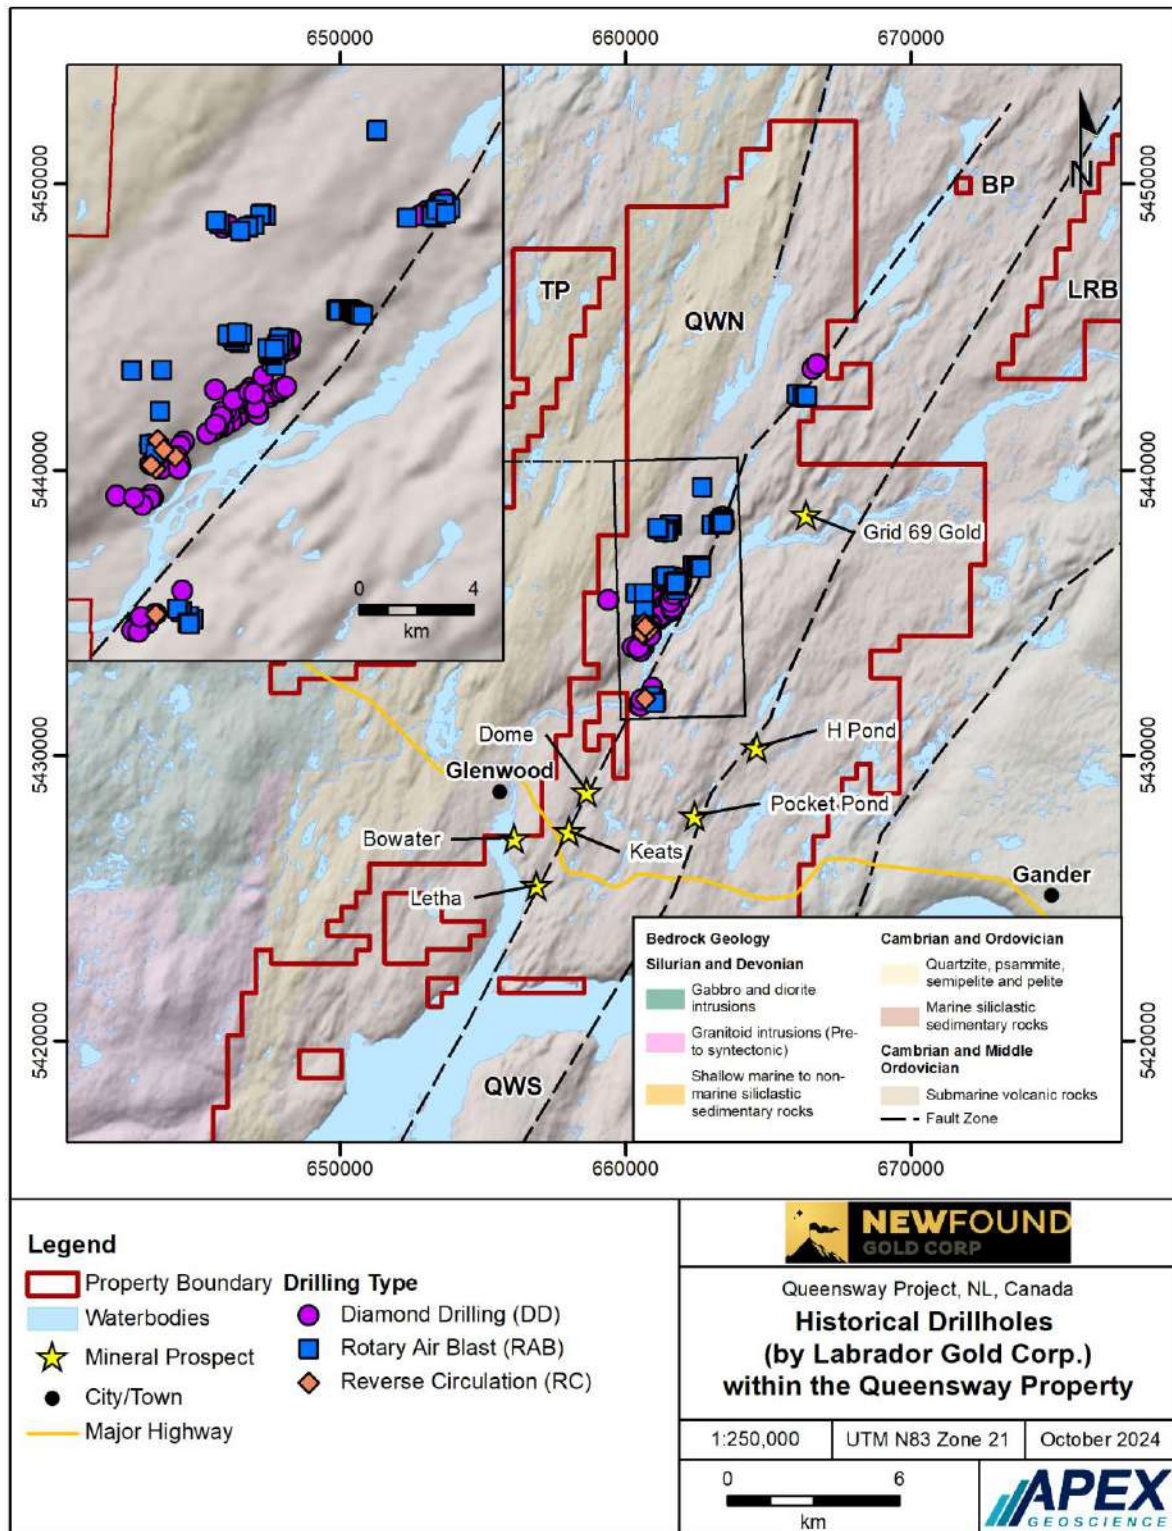 650000
660000
670000
5450000
5450000
BP
TP
LRB
QWN
5440000
5440000
Grid 69 Gold
0
4
km
Dome
H Pond
5430000
5430000
Glenwood
Pocket Pond
Bowater
Keats
Gander
Letha
Bedrock Geology
Silurian and Devonian
Gabbro and diorite
intrusions
Granitoid intrusions (Pre-
to syntectonic)
Shallow marine to non-
marine siliclastic
sedimentary rocks
Cambrian and Ordovician
Quartzite, psammite,
semipelite and pelite
Marine siliclastic
sedimentary rocks
Cambrian and Middle
Ordovician
Submarine volcanic rocks
Fault Zone
5420000
5420000
QWS
N
650000
660000
670000
Legend
Property Boundary
Waterbodies
Mineral Prospect
City/Town
Major Highway
Drilling Type
Diamond Drilling (DD)
Rotary Air Blast (RAB)
Reverse Circulation (RC)
NEWFOUND
GOLD CORP
Queensway Project, NL, Canada
Historical Drillholes
(by Labrador Gold Corp.)
within the Queensway Property
1:250,000
UTM N83 Zone 21
October 2024
0
6
km
APEX
GEOSCIENCE